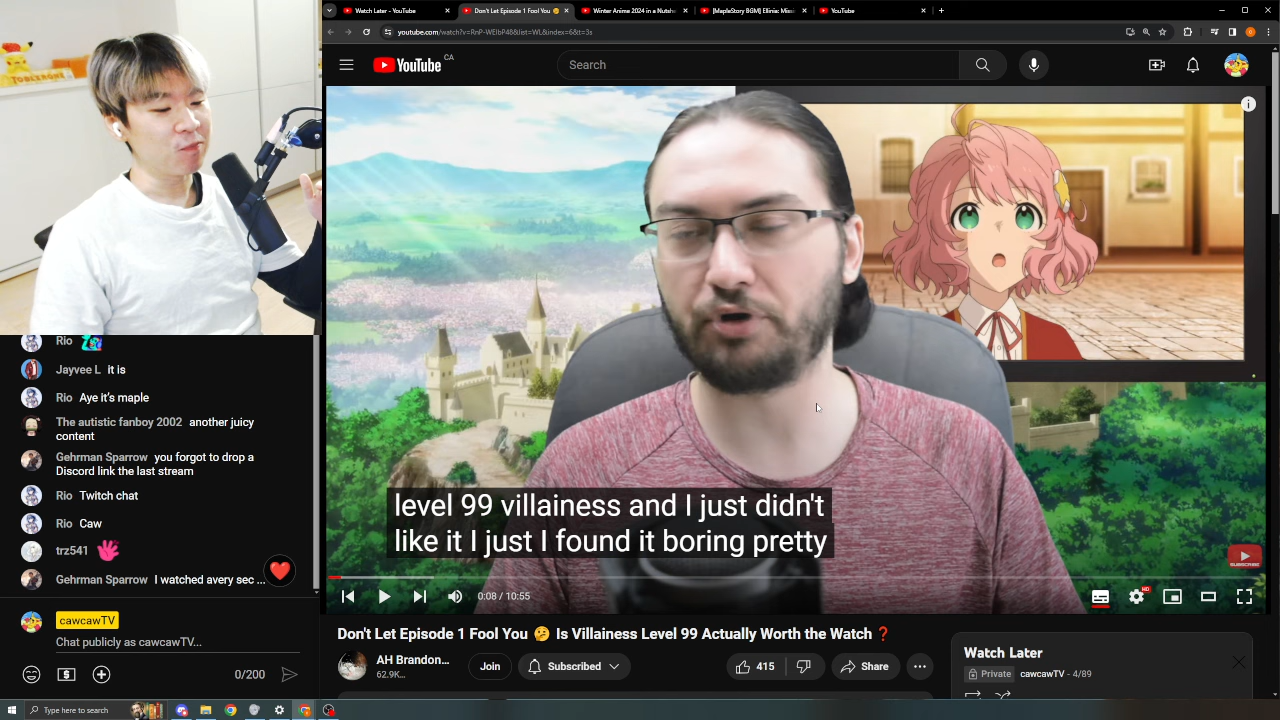 Watch Later - YouTube
Don't Let Episode 1 Fool You
Winter Anime 2024 in a Nutshe
[MapleStory BGM] Ellinia: Missi
YouTube
youtube.com/watch?v=RnP-WElbP48&list=WL&index=6&t=3s
YouTube CA
Search
TOBLERONE
level 99 villainess and I just didn't
like it I just I found it boring pretty
SUBSCRIBE
0:08 / 10:55
HD
Don't Let Episode 1 Fool You 🤔 Is Villainess Level 99 Actually Worth the Watch ❓
AH Brandon...
62.9K...
Join
Subscribed
415
Share
Watch Later
Private cawcawTV - 4/89
Rio
Jayvee L it is
Rio Aye it's maple
The autistic fanboy 2002 another juicy
content
Gehrman Sparrow you forgot to drop a
Discord link the last stream
Rio Twitch chat
Rio Caw
trz541
Gehrman Sparrow I watched avery sec ...
cawcawTV
Chat publicly as cawcawTV...
0/200
Type here to search